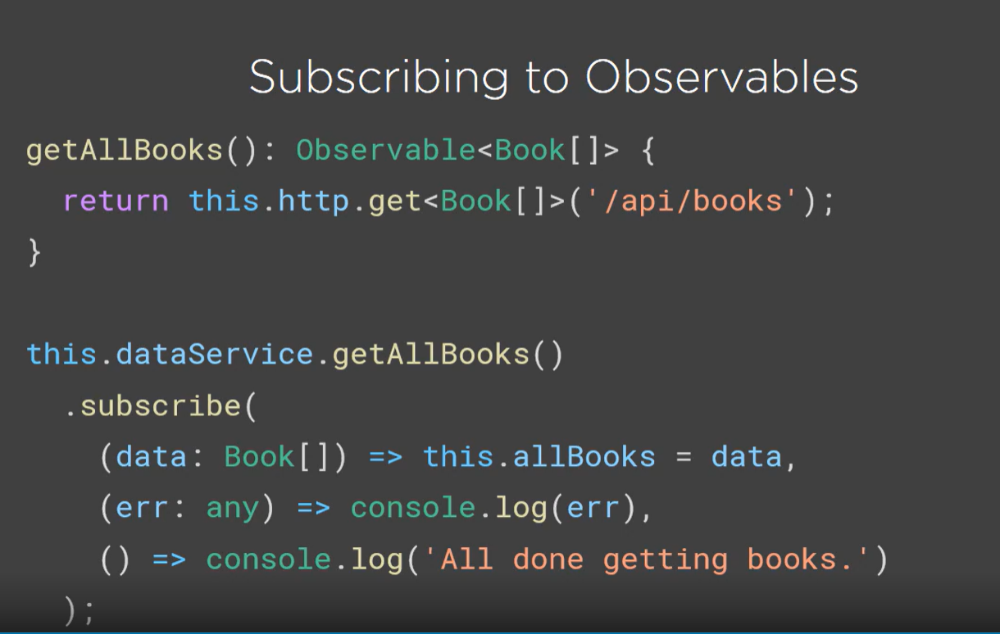 Subscribing to Observables
getAllBooks(): Observable<Book[]> {
  return this.http.get<Book[]>('/api/books');
}
this.dataService.getAllBooks()
  .subscribe(
    (data: Book[]) => this.allBooks = data,
    (err: any) => console.log(err),
    () => console.log('All done getting books.')
  );